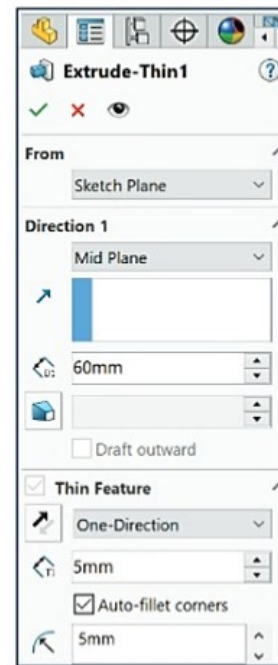 Extrude-Thin1
From
Sketch Plane
Direction 1
Mid Plane
60mm
Draft outward
Thin Feature
One-Direction
5mm
Auto-fillet corners
5mm